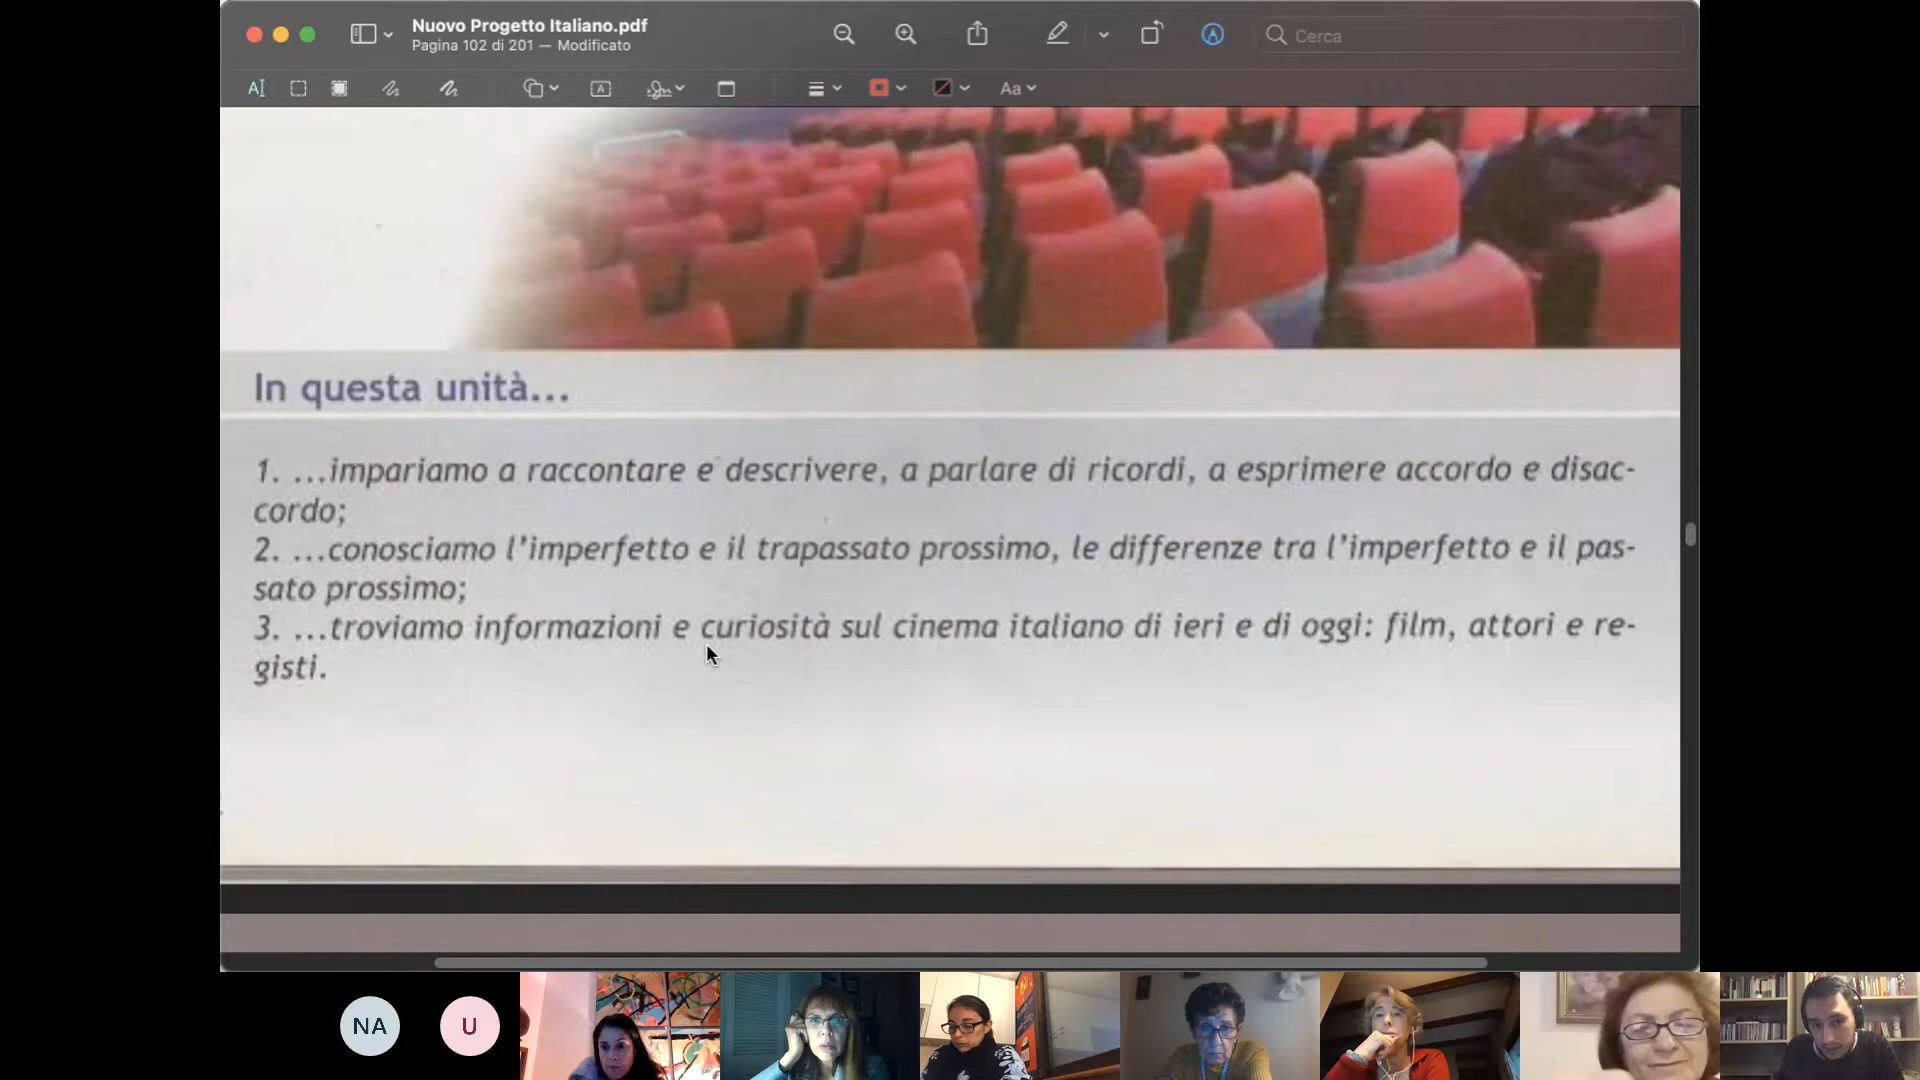 Nuovo Progetto Italiano.pdf
Pagina 102 di 201 — Modificato
Cerca
A
Aa
In questa unità...
1. ...impariamo a raccontare e descrivere, a parlare di ricordi, a esprimere accordo e disac-
cordo;
2. ...conosciamo l'imperfetto e il trapassato prossimo, le differenze tra l'imperfetto e il pas-
sato prossimo;
3. ...troviamo informazioni e curiosità sul cinema italiano di ieri e di oggi: film, attori e re-
gisti.
NA
U